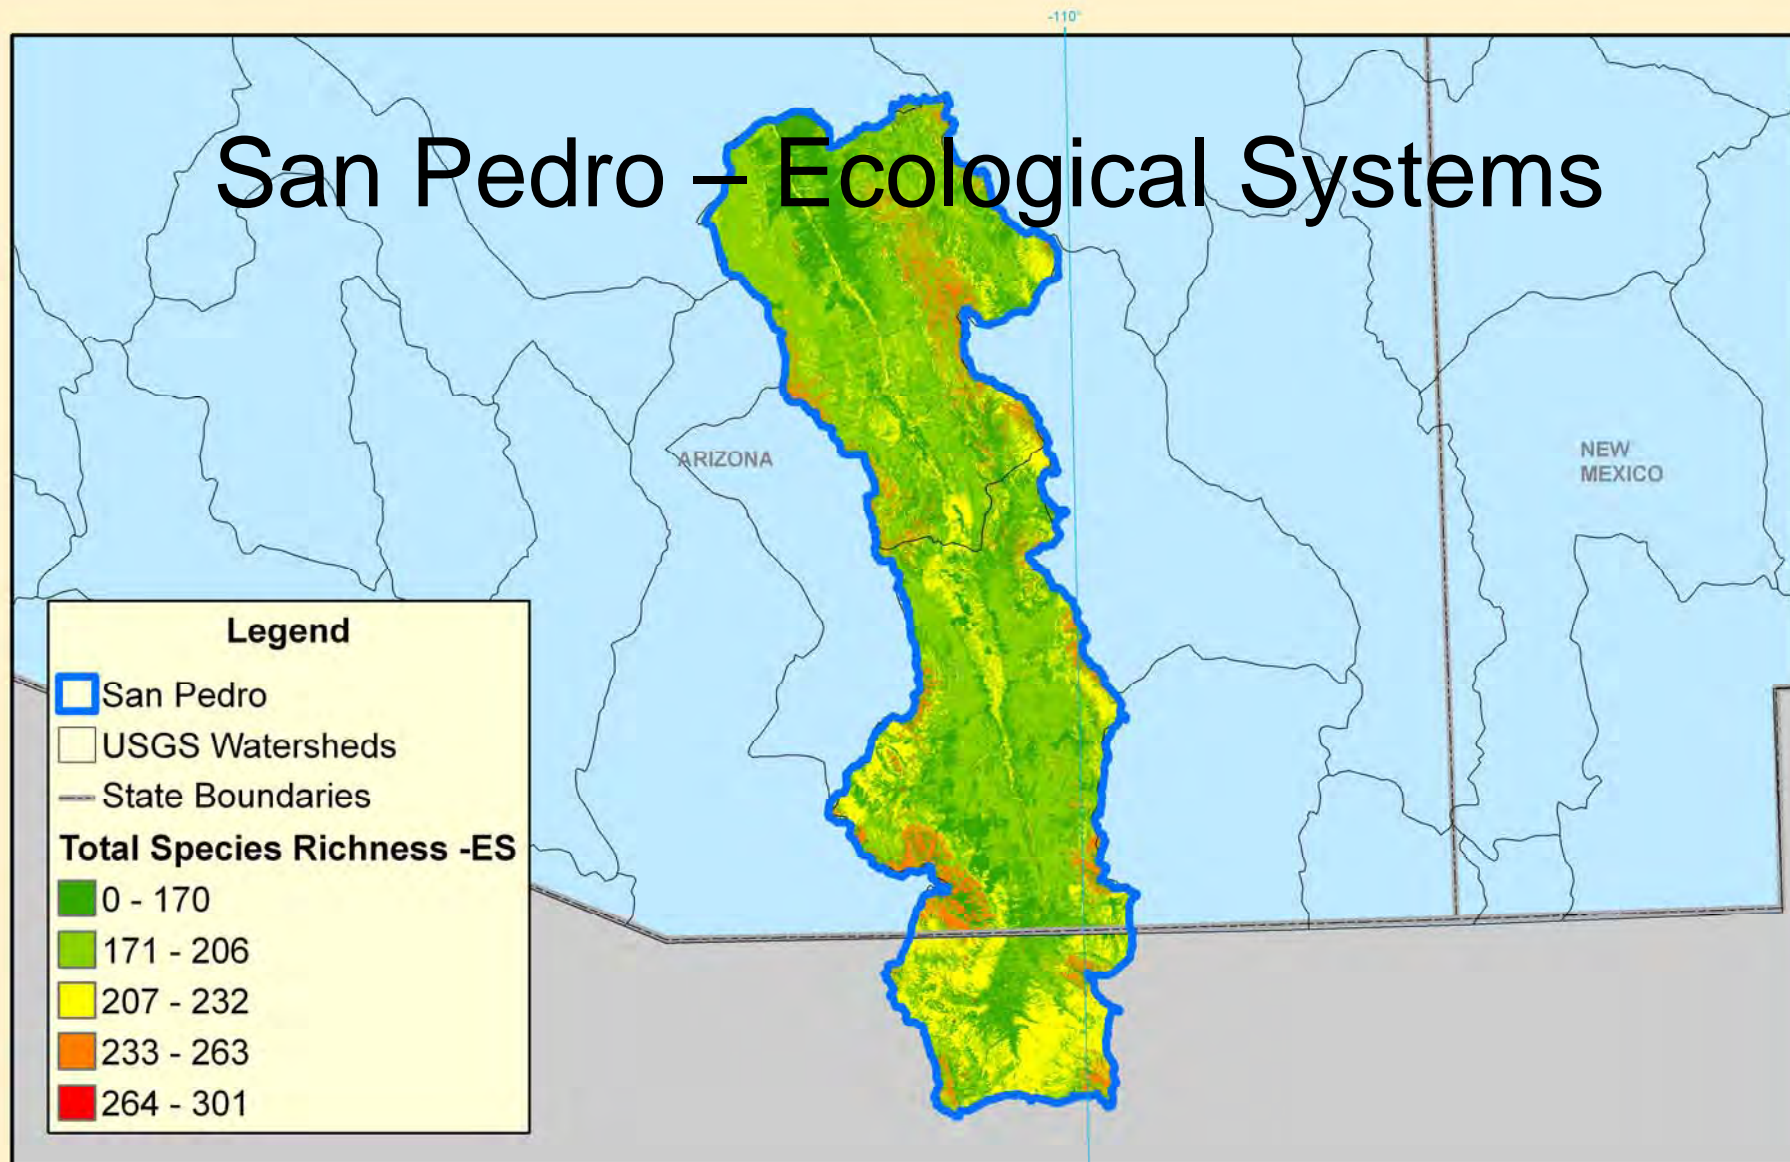 -110°
San Pedro – Ecological Systems
ARIZONA
NEW
MEXICO
Legend
San Pedro
USGS Watersheds
State Boundaries
Total Species Richness -ES
0 - 170
171 - 206
207 - 232
233 - 263
264 - 301